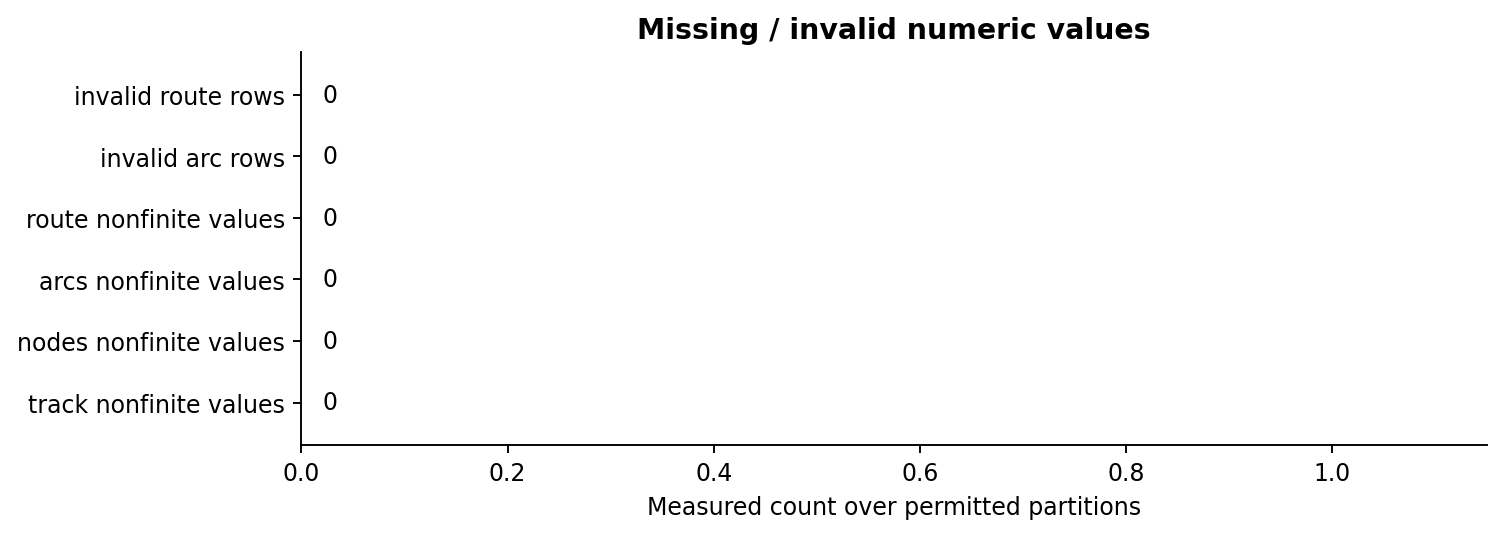 Missing / invalid numeric values
invalid route rows 0
invalid arc rows 0
route nonfinite values 0
arcs nonfinite values 0
nodes nonfinite values 0
track nonfinite values 0
0.0 0.2 0.4 0.6 0.8 1.0
Measured count over permitted partitions